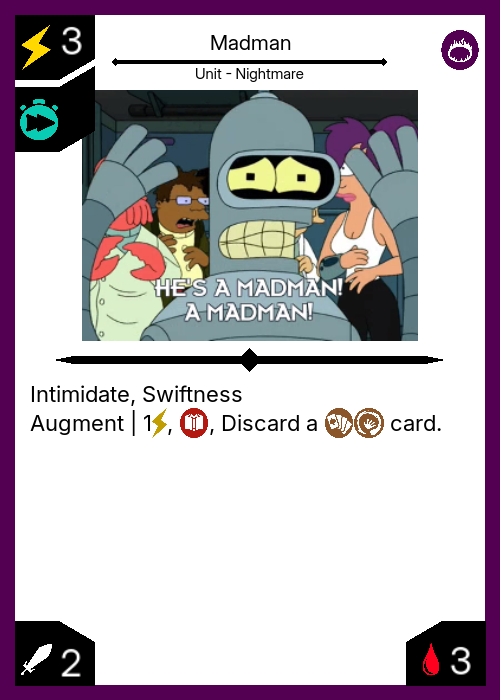 3
Madman
Unit - Nightmare
HE'S A MADMAN!
A MADMAN!
Intimidate, Swiftness
Augment | 1, , Discard a card.
2
3